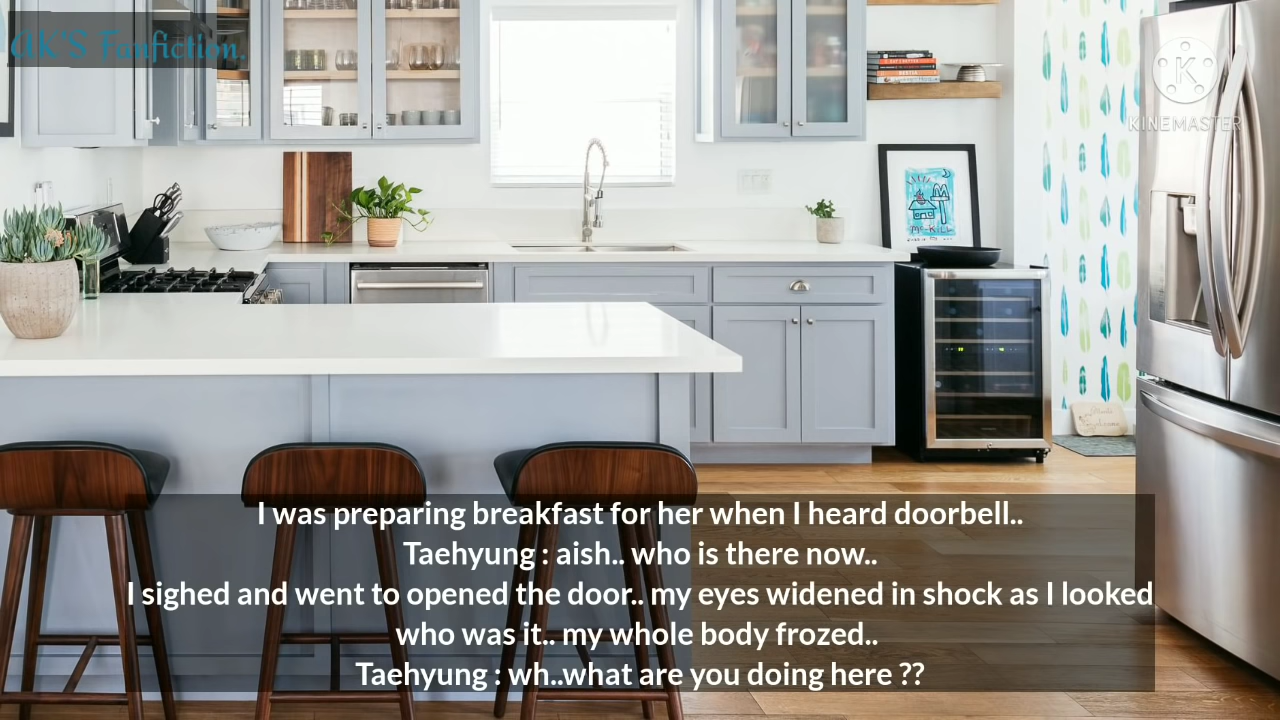 AK'S Fanfiction.
K
KINEMASTER
I was preparing breakfast for her when I heard doorbell..
Taehyung : aish.. who is there now..
I sighed and went to opened the door.. my eyes widened in shock as I looked
who was it.. my whole body frozed..
Taehyung : wh..what are you doing here ??